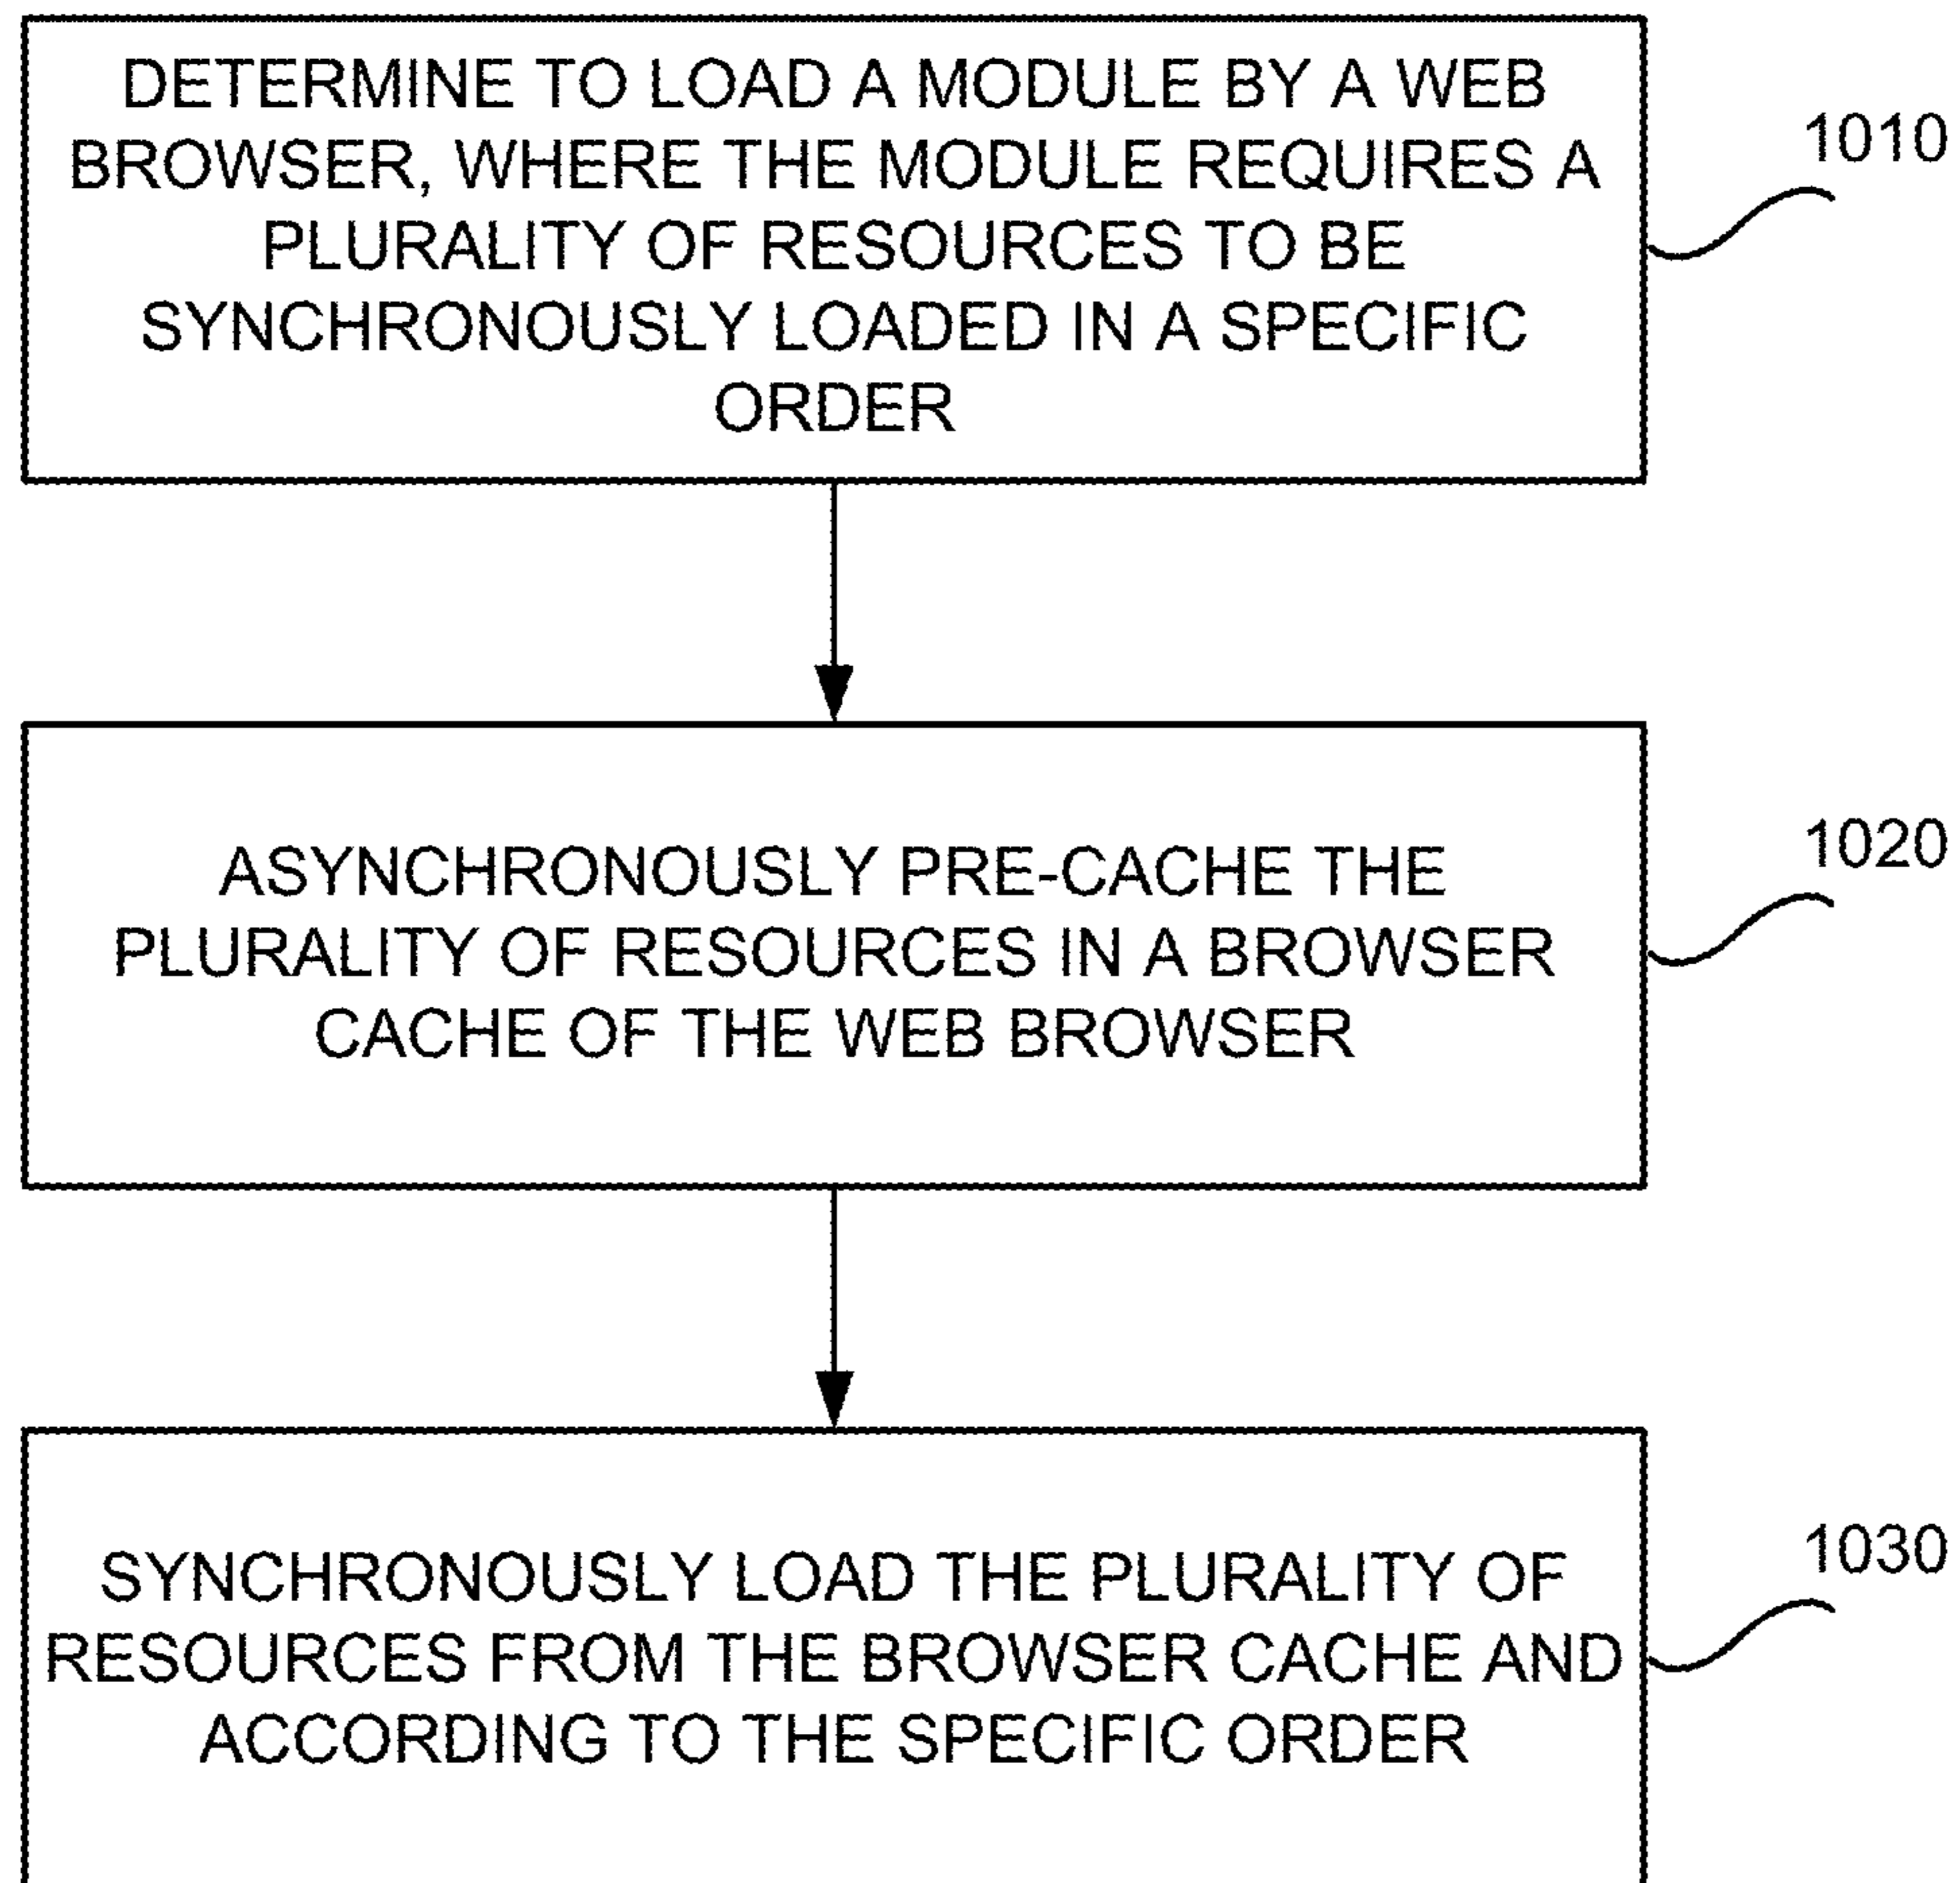 DETERMINE TO LOAD A MODULE BY A WEB
BROWSER, WHERE THE MODULE REQUIRES A
PLURALITY OF RESOURCES TO BE
SYNCHRONOUSLY LOADED IN A SPECIFIC
ORDER
1010
ASYNCHRONOUSLY PRE-CACHE THE
PLURALITY OF RESOURCES IN A BROWSER
CACHE OF THE WEB BROWSER
1020
SYNCHRONOUSLY LOAD THE PLURALITY OF
RESOURCES FROM THE BROWSER CACHE AND
ACCORDING TO THE SPECIFIC ORDER
1030